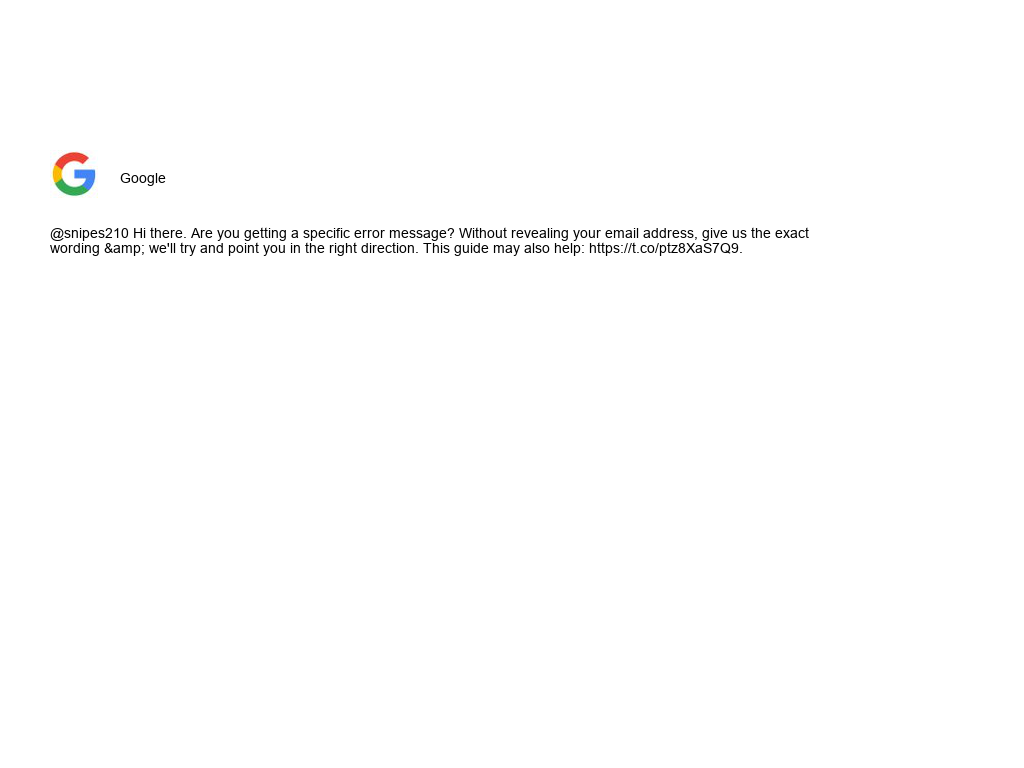 Google
@snipes210 Hi there. Are you getting a specific error message? Without revealing your email address, give us the exact
wording &amp; we'll try and point you in the right direction. This guide may also help: https://t.co/ptz8XaS7Q9.